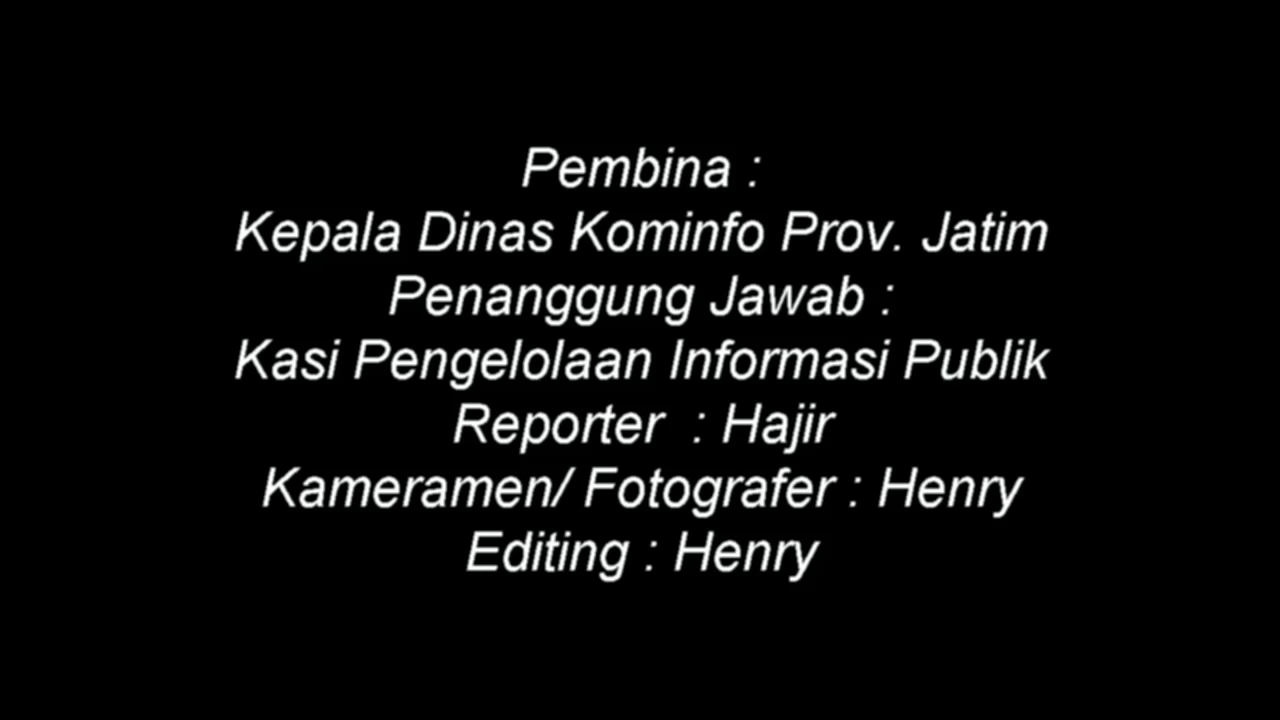 Pembina :
Kepala Dinas Kominfo Prov. Jatim
Penanggung Jawab :
Kasi Pengelolaan Informasi Publik
Reporter  : Hajir
Kameramen/ Fotografer : Henry
Editing : Henry